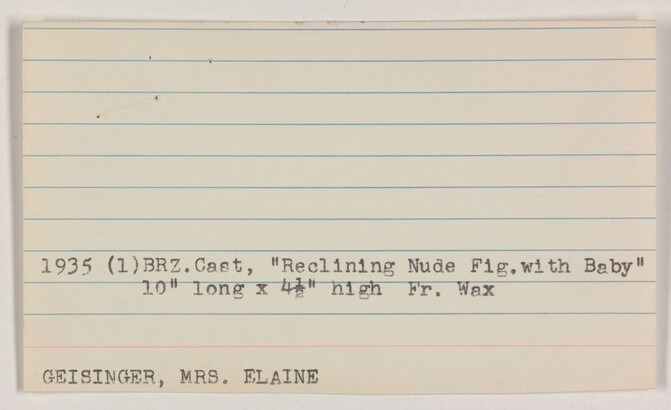 1935 (1)BRZ.Cast, "Reclining Nude Fig.with Baby"
10" long x 4½" high Fr. Wax
GEISINGER, MRS. ELAINE